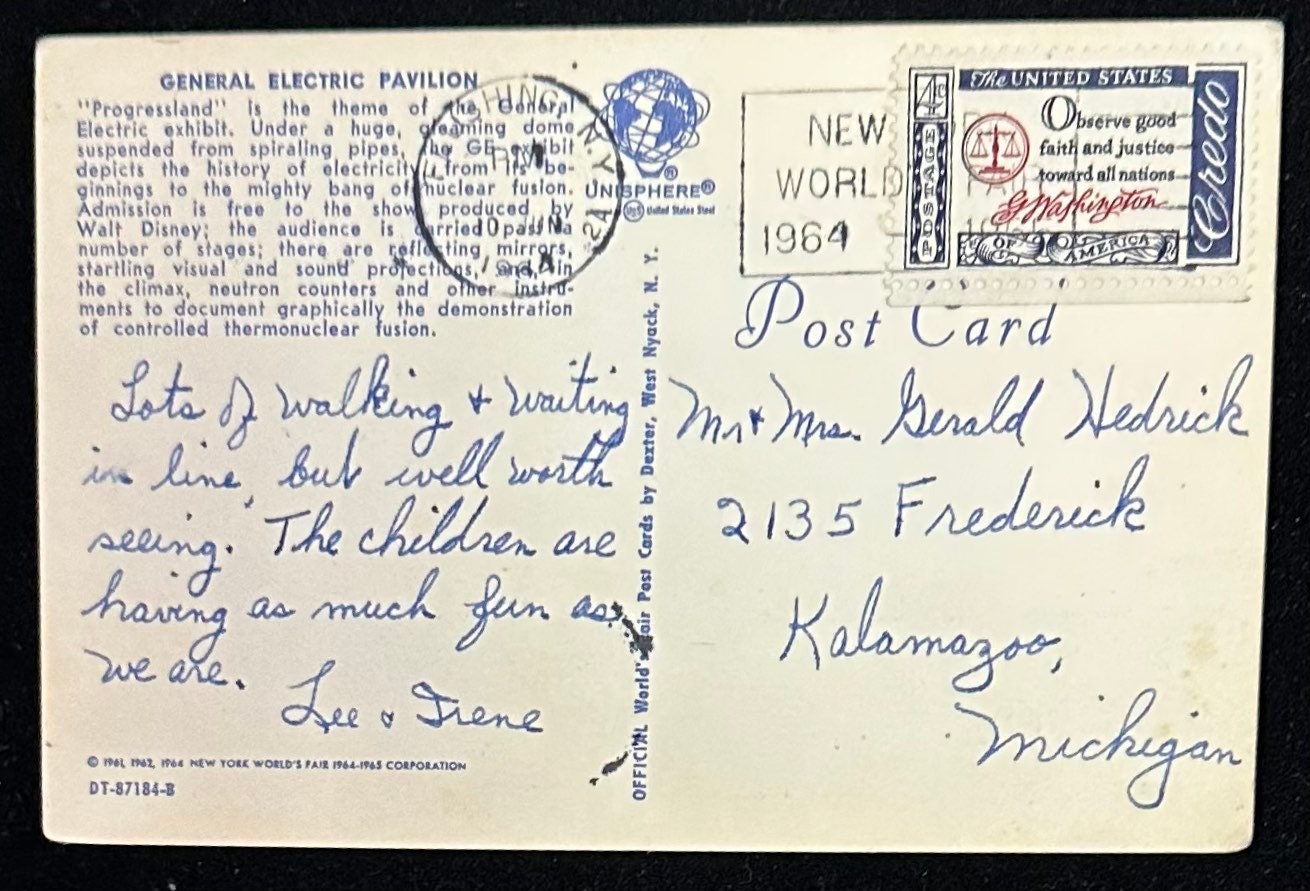 GENERAL ELECTRIC PAVILION
"Progressland" is the theme of the General
Electric exhibit. Under a huge, gleaming dome
suspended from spiraling pipes, the GE exhibit
depicts the history of electricity from its be-
ginnings to the mighty bang of nuclear fusion.
Admission is free to the show produced by
Walt Disney; the audience is carried past a
number of stages; there are reflecting mirrors,
startling visual and sound projections, and, in
the climax, neutron counters and other instru-
ments to document graphically the demonstration
of controlled thermonuclear fusion.
Lots of walking & waiting
in line, but well worth
seeing. The children are
having as much fun as
we are.
Lee & Irene
© 1961, 1962, 1964 NEW YORK WORLD'S FAIR 1964-1965 CORPORATION
DT-87184-B
N.Y.
UNISPHERE®
USS United States Steel
OFFICIAL World's Fair Post Cards by Dexter, West Nyack, N. Y.
NEW
WORLD
1964
4c
POSTAGE
The UNITED STATES
Observe good
faith and justice
toward all nations
G Washington
OF AMERICA
Credo
Post Card
Mr & Mrs. Gerald Hedrick
2135 Frederick
Kalamazoo,
Michigan